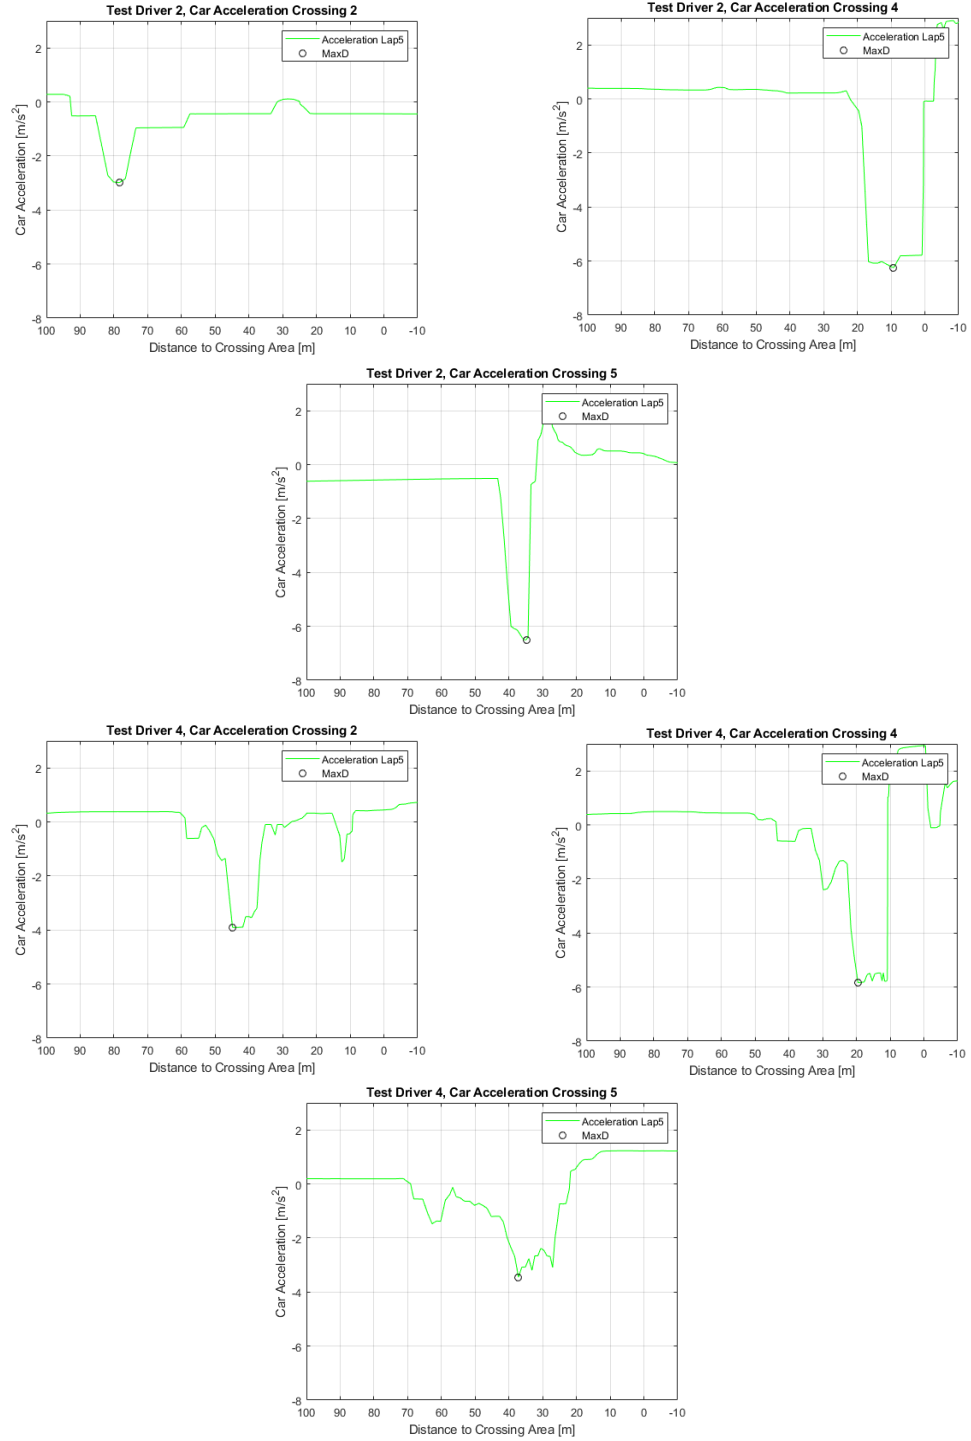 Test Driver 2, Car Acceleration Crossing 2
Car Acceleration [m/s²]
2
0
-2
-4
-6
-8
Acceleration Lap5
MaxD
100 90 80 70 60 50 40 30 20 10 0 -10
Distance to Crossing Area [m]
Test Driver 2, Car Acceleration Crossing 4
Car Acceleration [m/s²]
2
0
-2
-4
-6
-8
Acceleration Lap5
MaxD
100 90 80 70 60 50 40 30 20 10 0 -10
Distance to Crossing Area [m]
Test Driver 2, Car Acceleration Crossing 5
Car Acceleration [m/s²]
2
0
-2
-4
-6
-8
Acceleration Lap5
MaxD
100 90 80 70 60 50 40 30 20 10 0 -10
Distance to Crossing Area [m]
Test Driver 4, Car Acceleration Crossing 2
Car Acceleration [m/s²]
2
0
-2
-4
-6
-8
Acceleration Lap5
MaxD
100 90 80 70 60 50 40 30 20 10 0 -10
Distance to Crossing Area [m]
Test Driver 4, Car Acceleration Crossing 4
Car Acceleration [m/s²]
2
0
-2
-4
-6
-8
Acceleration Lap5
MaxD
100 90 80 70 60 50 40 30 20 10 0 -10
Distance to Crossing Area [m]
Test Driver 4, Car Acceleration Crossing 5
Car Acceleration [m/s²]
2
0
-2
-4
-6
-8
Acceleration Lap5
MaxD
100 90 80 70 60 50 40 30 20 10 0 -10
Distance to Crossing Area [m]